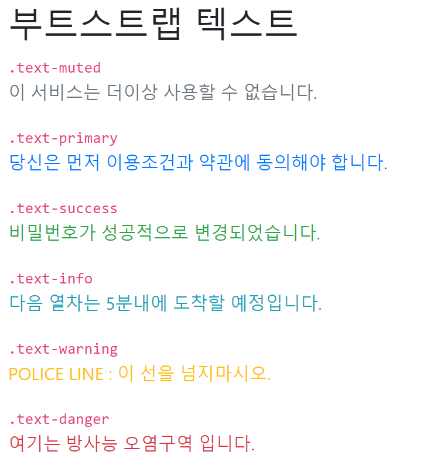 부트스트랩 텍스트
.text-muted
이 서비스는 더이상 사용할 수 없습니다.
.text-primary
당신은 먼저 이용조건과 약관에 동의해야 합니다.
.text-success
비밀번호가 성공적으로 변경되었습니다.
.text-info
다음 열차는 5분내에 도착할 예정입니다.
.text-warning
POLICE LINE : 이 선을 넘지마시오.
.text-danger
여기는 방사능 오염구역 입니다.